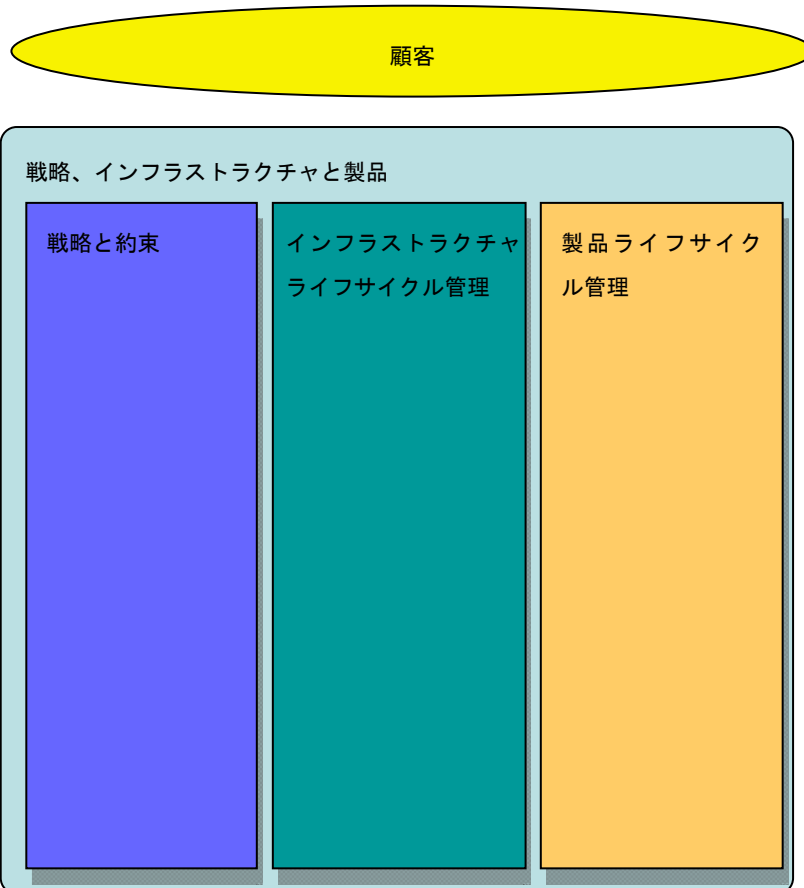 顧客
戦略、インフラストラクチャと製品
戦略と約束
インフラストラクチャ
ライフサイクル管理
製品ライフサイク
ル管理